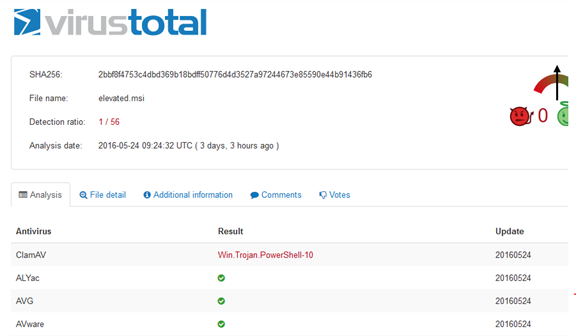 virustotal
SHA256: 2bbf8f4753c4dbd369b18bdff50776d4d3527a97244673e85590e44b91436fb6
File name: elevated.msi
Detection ratio: 1 / 56
0
Analysis date: 2016-05-24 09:24:32 UTC ( 3 days, 3 hours ago )
Analysis File detail Additional information Comments Votes
Antivirus Result Update
ClamAV Win.Trojan.PowerShell-10 20160524
ALYac 20160524
AVG 20160524
AVware 20160524